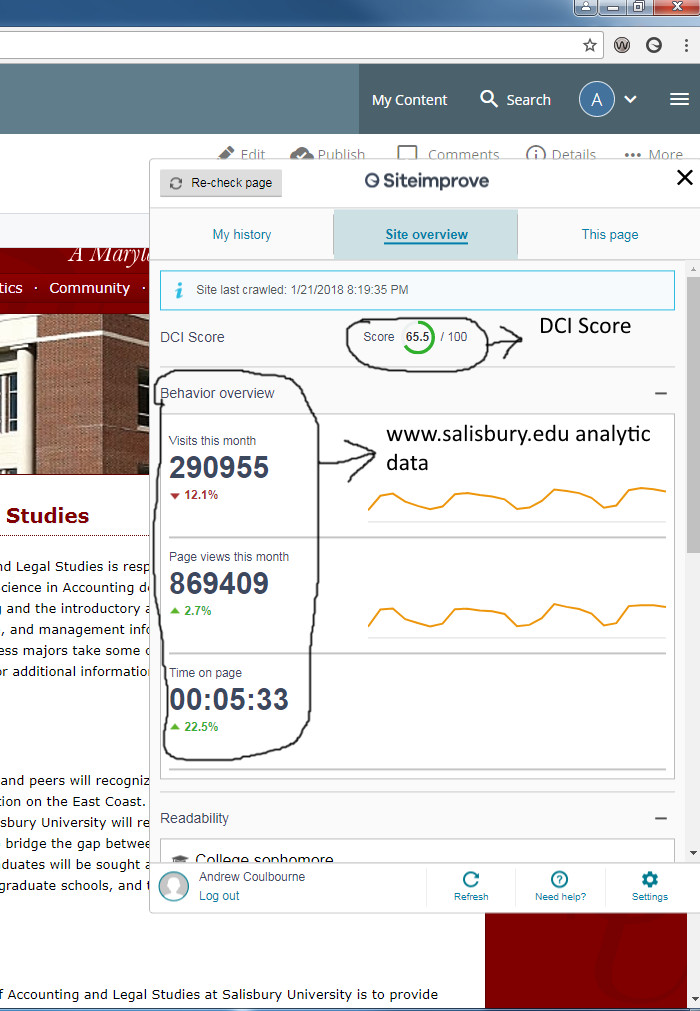 My Content
Search
A
Edit
Publish
Comments
Details
More
Re-check page
Siteimprove
My history
Site overview
This page
A Maryl
tics · Community ·
Site last crawled: 1/21/2018 8:19:35 PM
DCI Score
Score 65.5 / 100
DCI Score
Behavior overview
Visits this month
290955
12.1%
www.salisbury.edu analytic
data
Page views this month
869409
2.7%
Time on page
00:05:33
22.5%
Studies
nd Legal Studies is resp
cience in Accounting de
g and the introductory a
, and management info
ess majors take some o
or additional information
and peers will recogniz
tion on the East Coast.
sbury University will re
bridge the gap betwee
aduates will be sought a
graduate schools, and t
Readability
College sophomore
Andrew Coulbourne
Log out
Refresh
Need help?
Settings
f Accounting and Legal Studies at Salisbury University is to provide